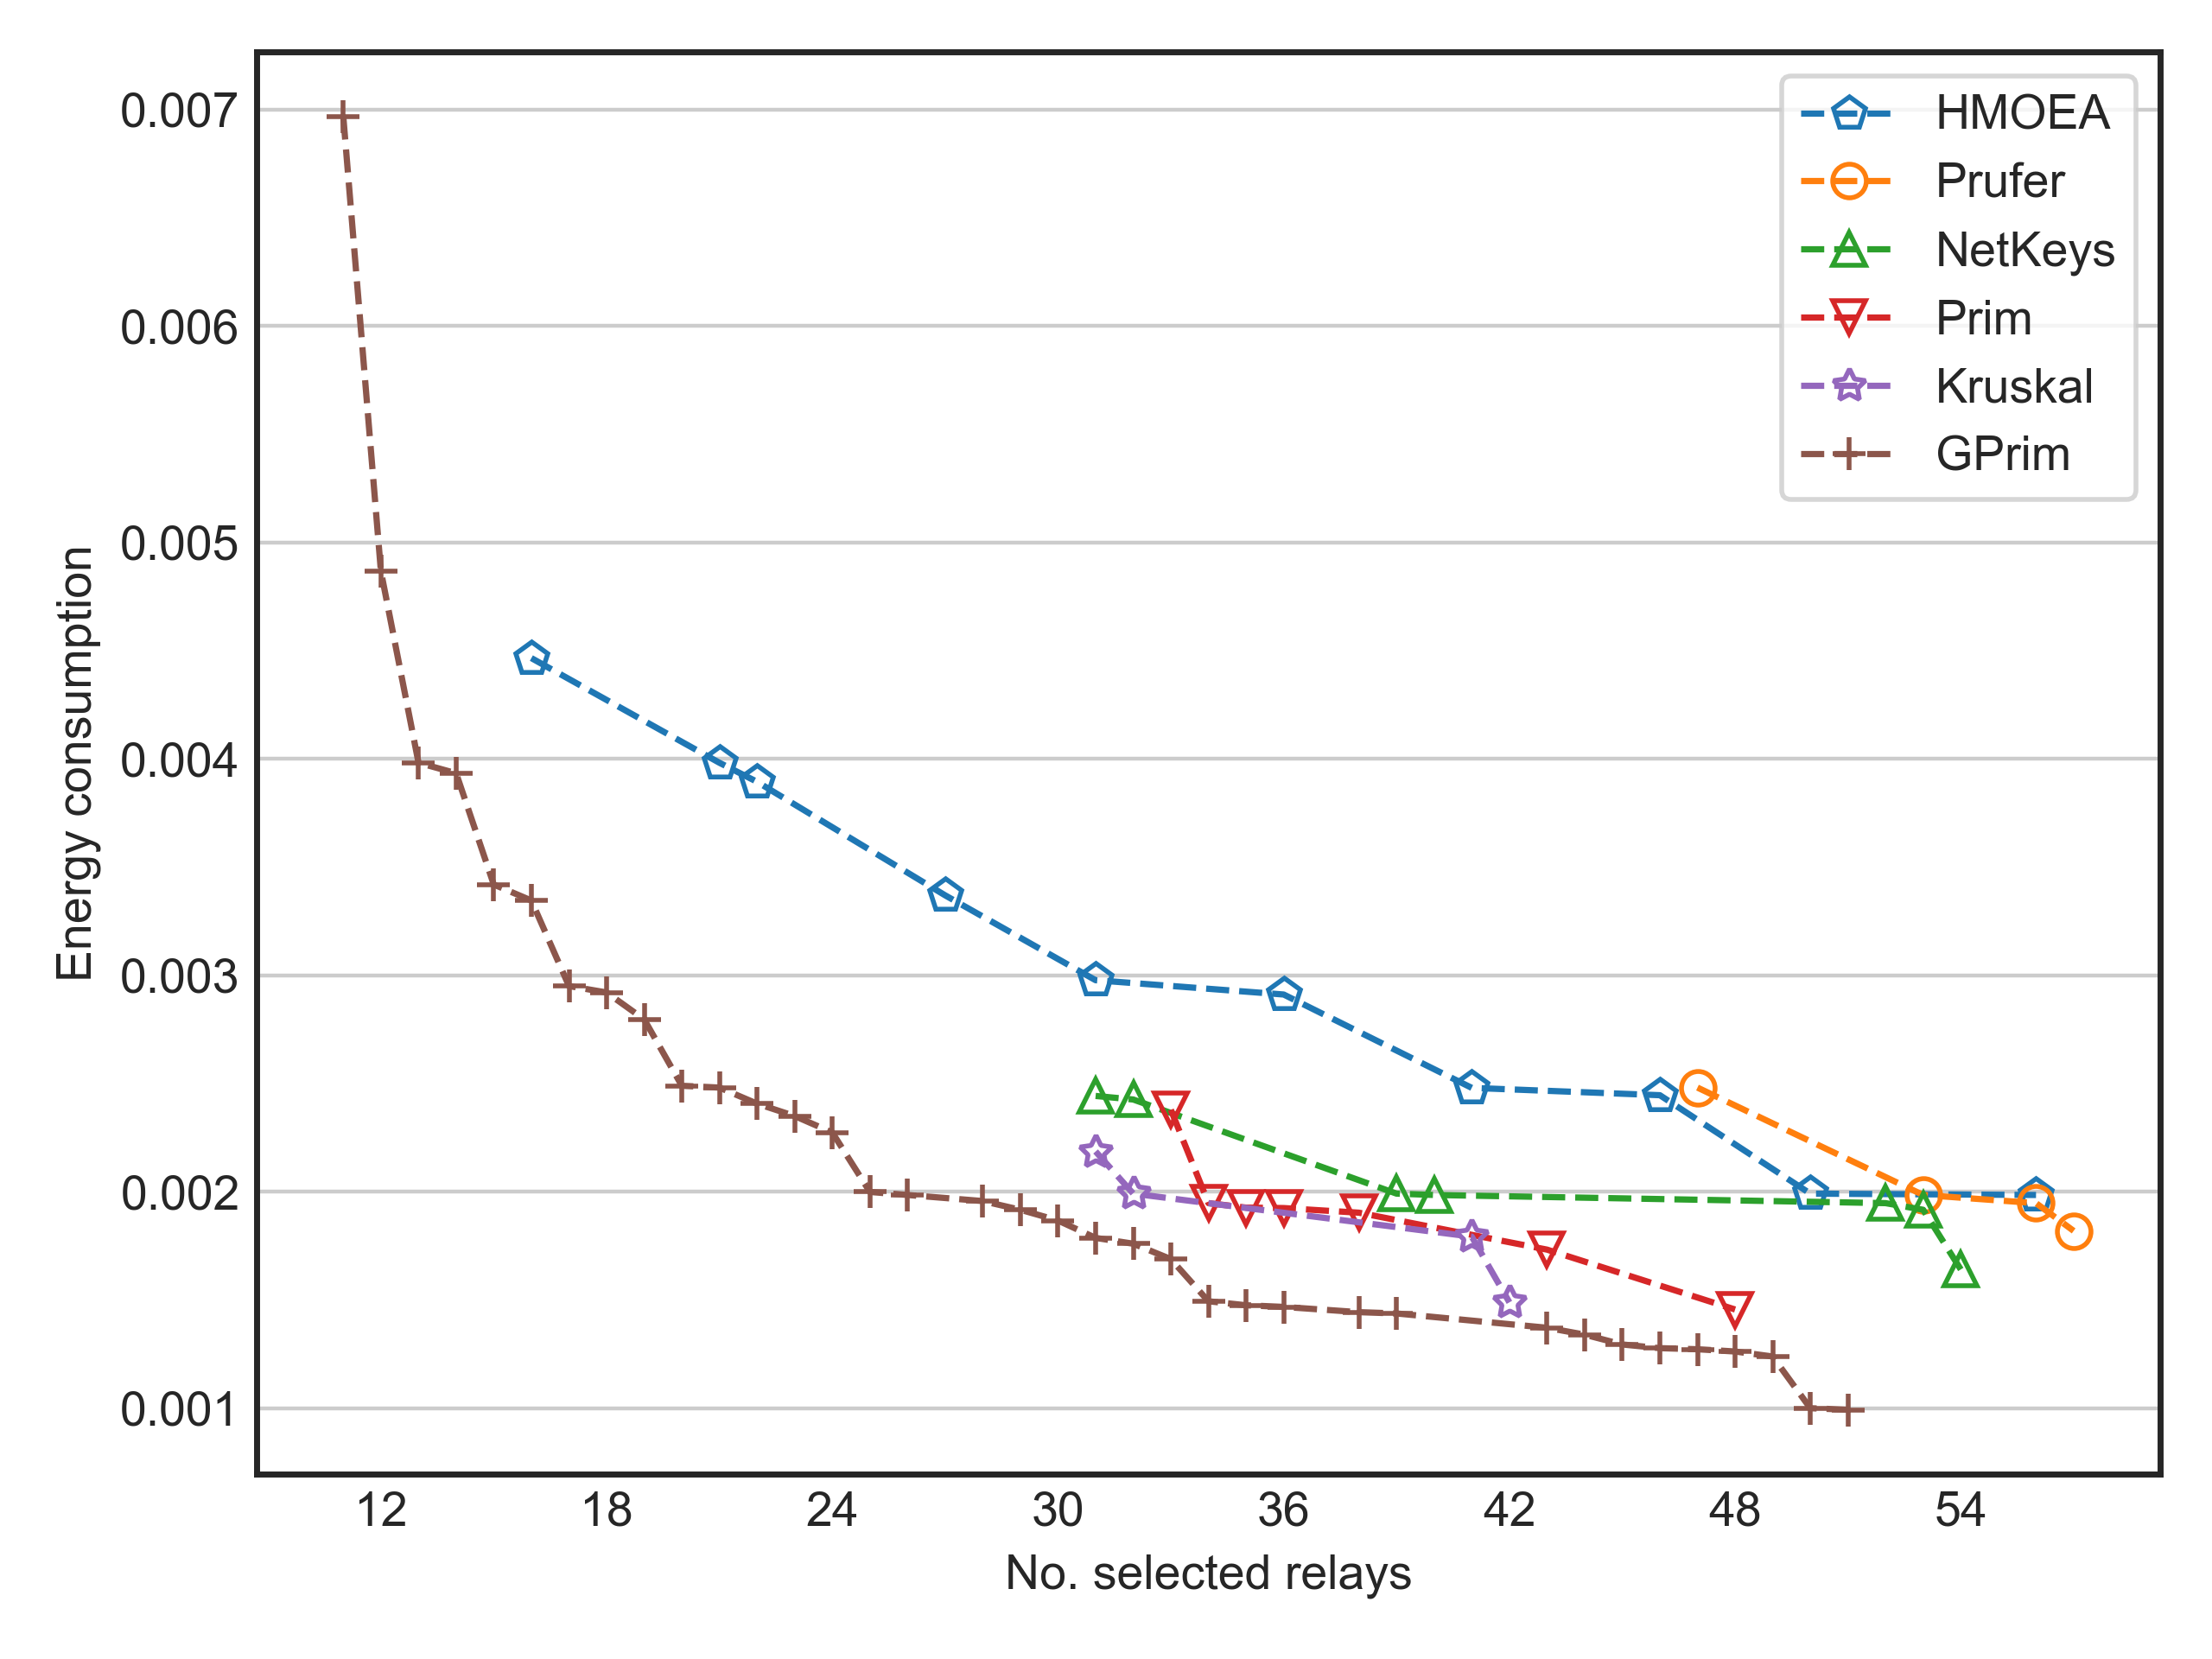 0.007
0.006
0.005
0.004
0.003
0.002
0.001
Energy consumption
12 18 24 30 36 42 48 54
No. selected relays
HMOEA
Prufer
NetKeys
Prim
Kruskal
GPrim